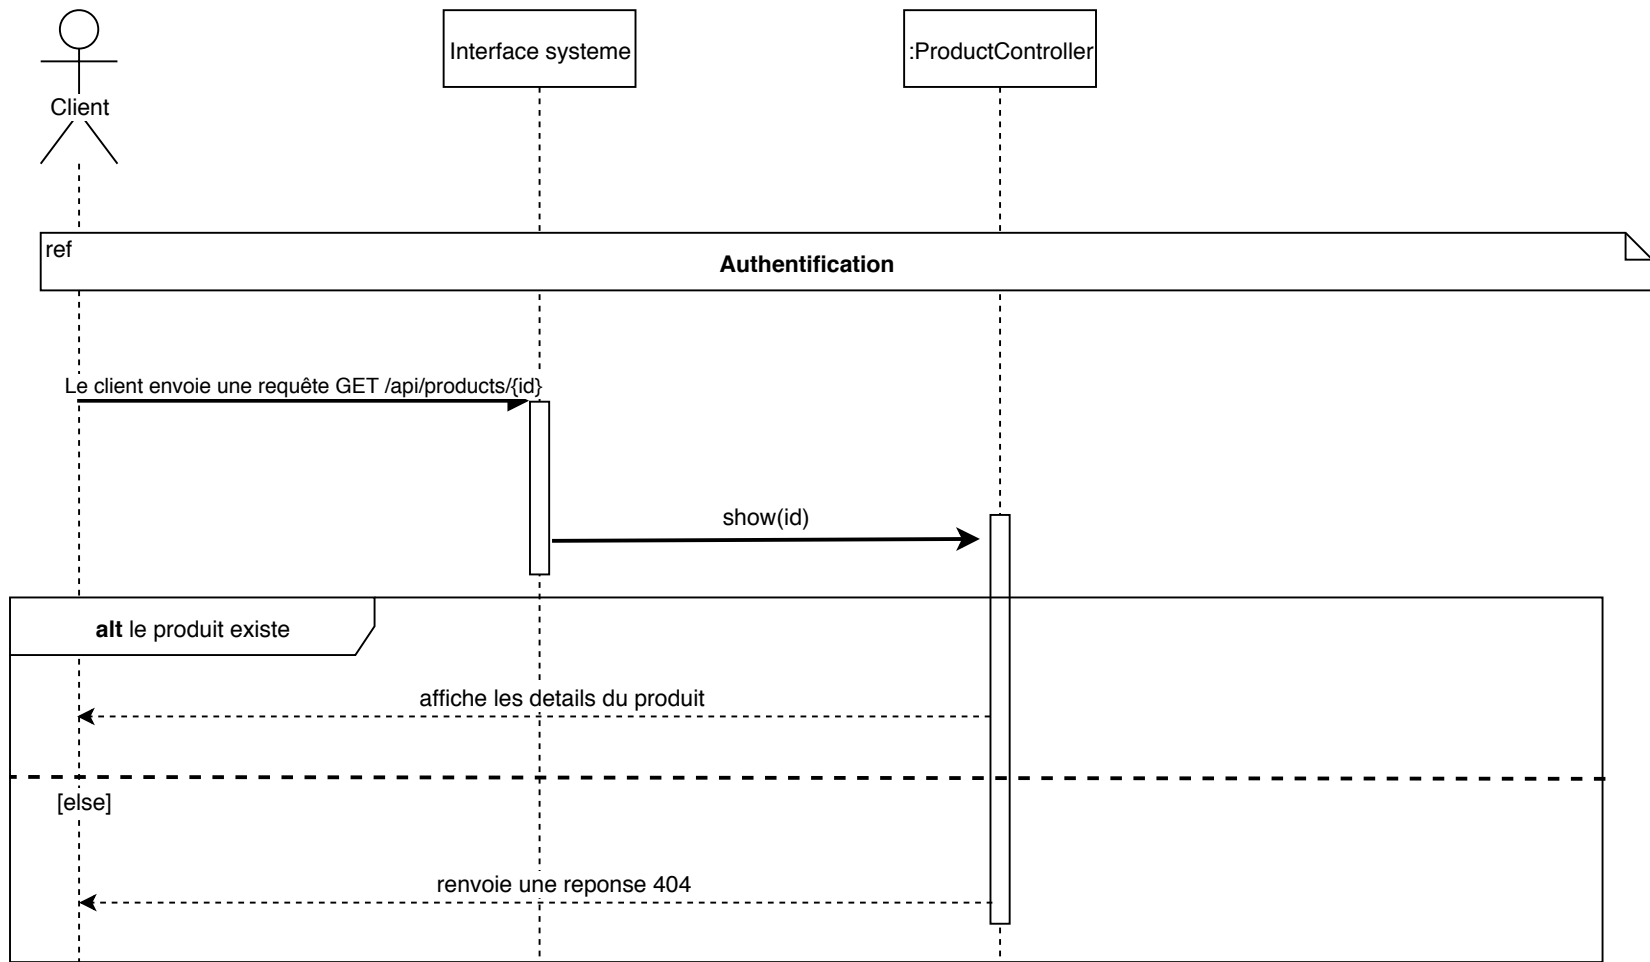 Client
Interface systeme
:ProductController
ref
Authentification
Le client envoie une requête GET /api/products/{id}
show(id)
alt le produit existe
affiche les details du produit
[else]
renvoie une reponse 404